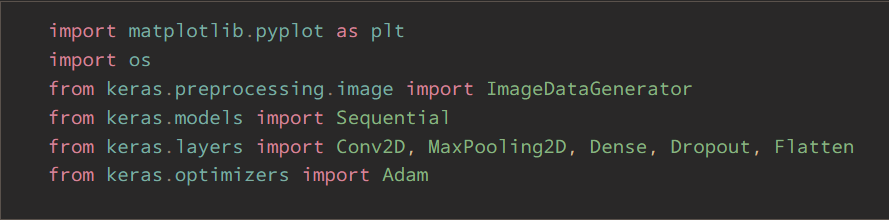 import matplotlib.pyplot as plt
import os
from keras.preprocessing.image import ImageDataGenerator
from keras.models import Sequential
from keras.layers import Conv2D, MaxPooling2D, Dense, Dropout, Flatten
from keras.optimizers import Adam